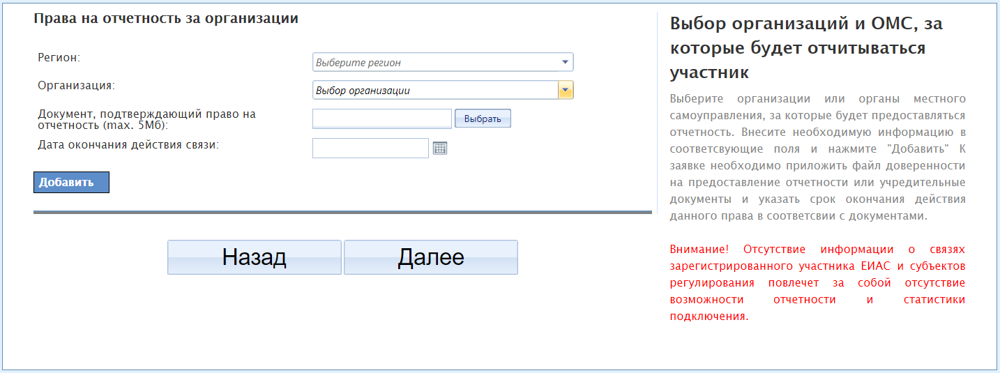 Права на отчетность за организации
Регион:
Выберите регион
Организация:
Выбор организации
Документ, подтверждающий право на
отчетность (max. 5Мб):
Выбрать
Дата окончания действия связи:
Добавить
Назад
Далее
Выбор организаций и ОМС, за
которые будет отчитываться
участник
Выберите организации или органы местного
самоуправления, за которые будет предоставляться
отчетность. Внесите необходимую информацию в
соответсвующие поля и нажмите "Добавить" К
заявке необходимо приложить файл доверенности
на предоставление отчетности или учредительные
документы и указать срок окончания действия
данного права в соответсвии с документами.
Внимание! Отсутствие информации о связях
зарегистрированного участника ЕИАС и субъектов
регулирования повлечет за собой отсутствие
возможности отчетности и статистики
подключения.